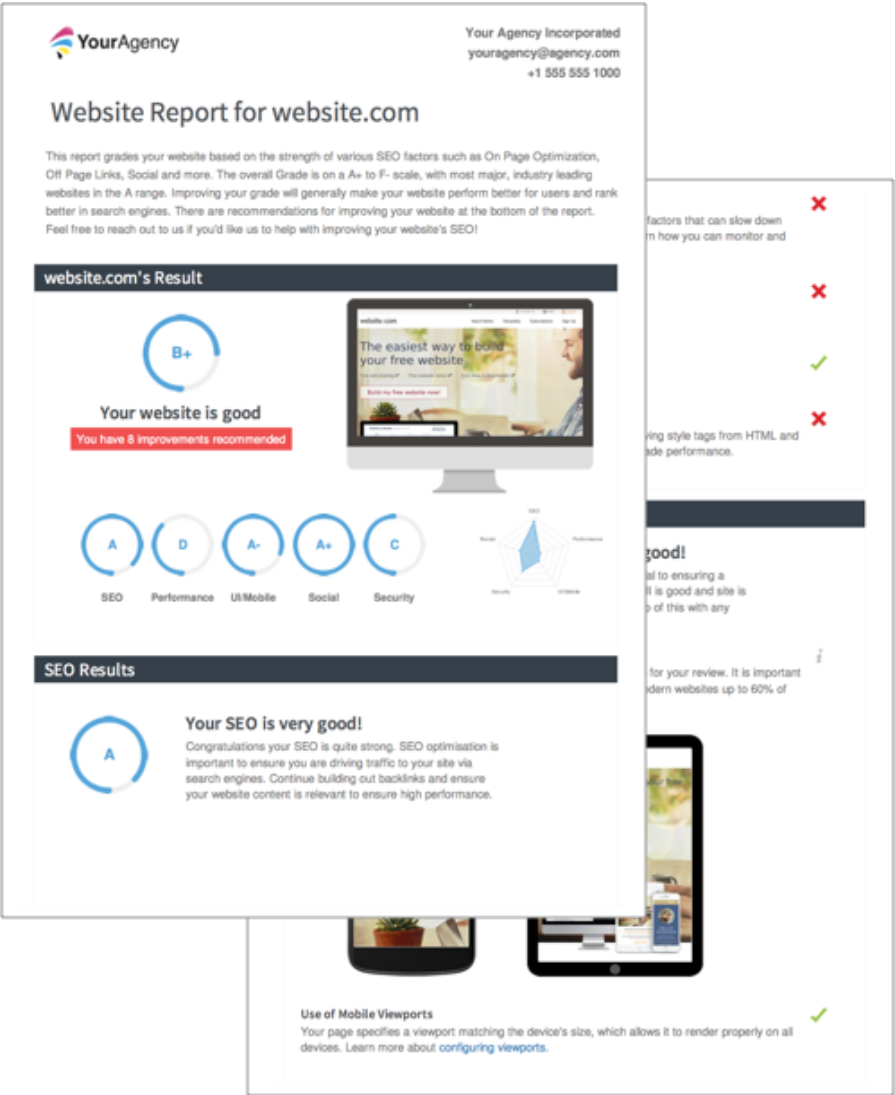 YourAgency
Your Agency Incorporated
youragency@agency.com
+1 555 555 1000
Website Report for website.com
This report grades your website based on the strength of various SEO factors such as On Page Optimization,
Off Page Links, Social and more. The overall Grade is on a A+ to F- scale, with most major, industry leading
websites in the A range. Improving your grade will generally make your website perform better for users and rank
better in search engines. There are recommendations for improving your website at the bottom of the report.
Feel free to reach out to us if you'd like us to help with improving your website's SEO!
website.com's Result
B+
Your website is good
You have 8 improvements recommended
website.com
The easiest way to build
your free website
Build my free website now!
A
D
A-
A+
C
SEO
Performance
UI/Mobile
Social
Security
SEO
Social
Performance
Security
UI/Mobile
SEO Results
A
Your SEO is very good!
Congratulations your SEO is quite strong. SEO optimisation is
important to ensure you are driving traffic to your site via
search engines. Continue building out backlinks and ensure
your website content is relevant to ensure high performance.
factors that can slow down
how you can monitor and
style tags from HTML and
performance.
good!
to ensuring a
is good and site is
of this with any
for your review. It is important
websites up to 60% of
Use of Mobile Viewports
Your page specifies a viewport matching the device's size, which allows it to render properly on all
devices. Learn more about configuring viewports.